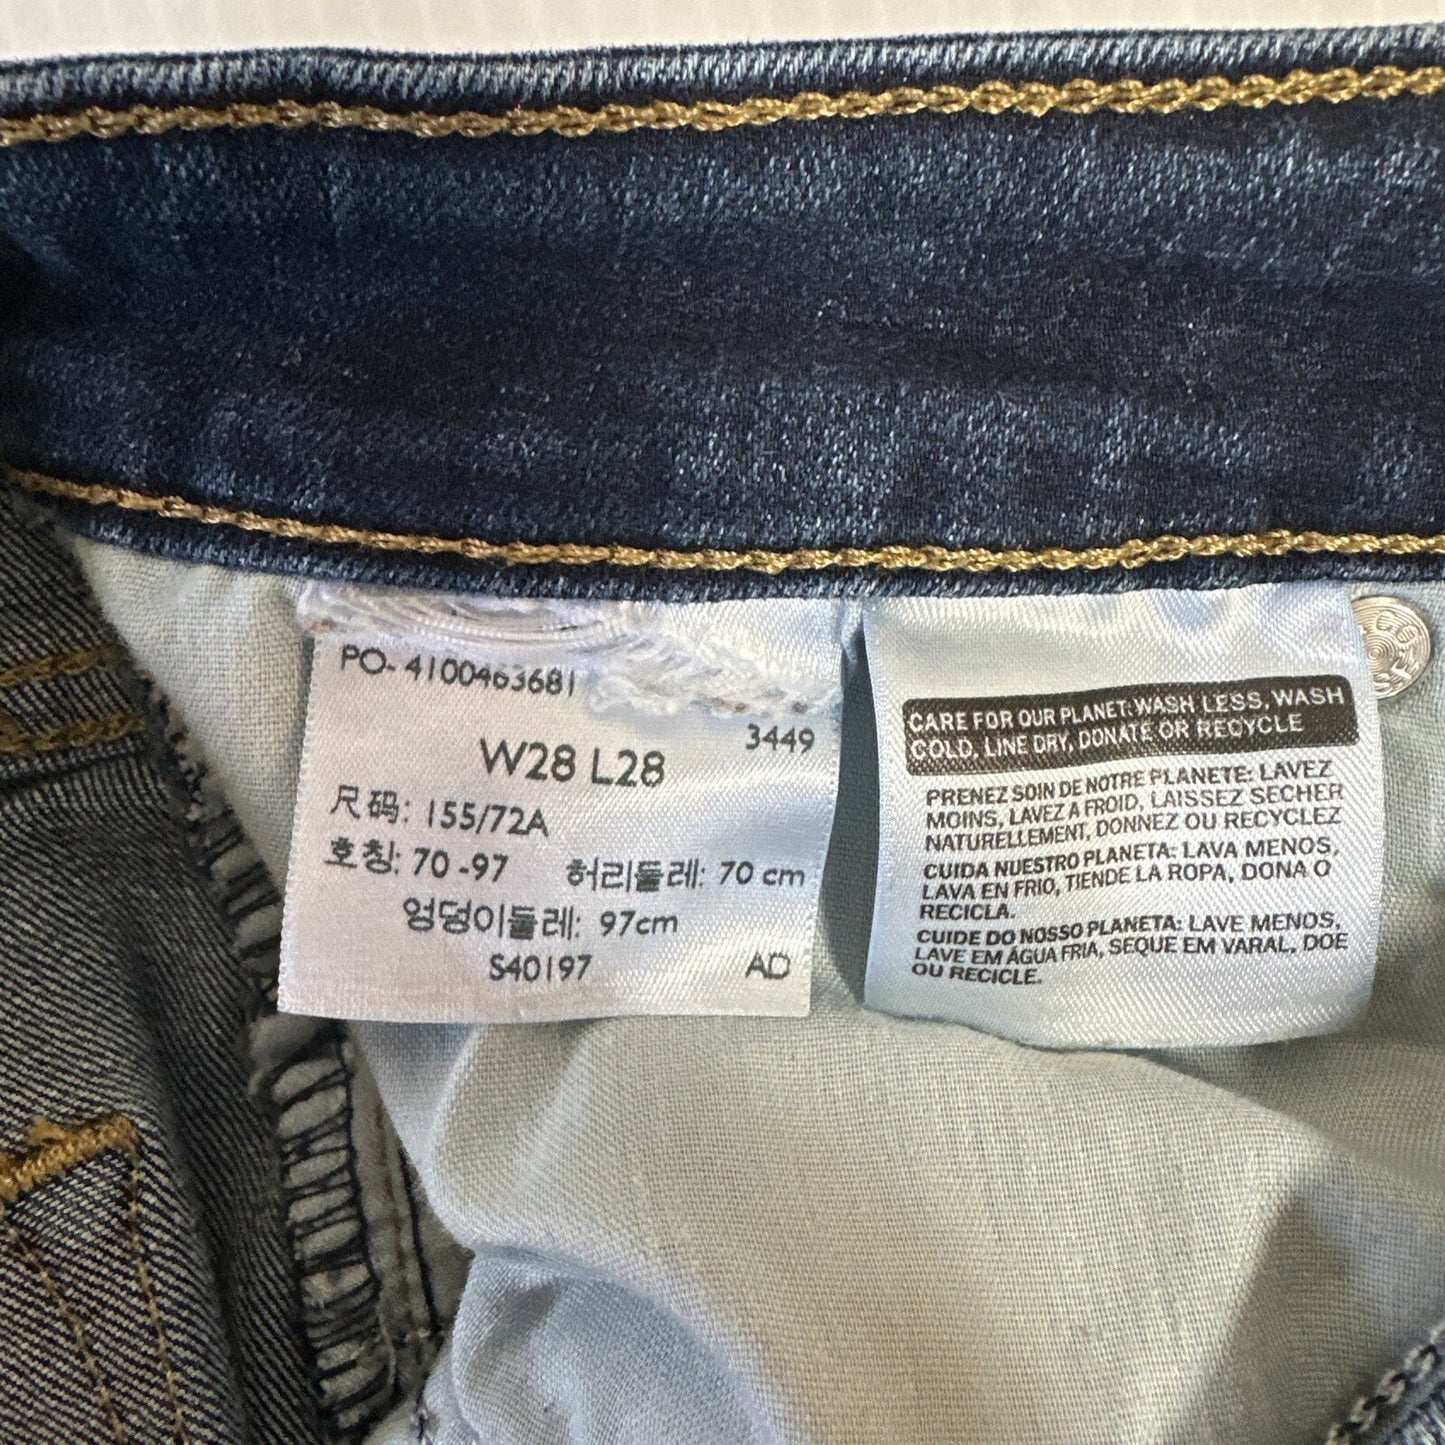 PO- 4100463681
3449
W28 L28
尺码: 155/72A
호칭: 70 -97 허리둘레: 70 cm
엉덩이둘레: 97cm
S40197 AD
CARE FOR OUR PLANET: WASH LESS, WASH
COLD, LINE DRY, DONATE OR RECYCLE
PRENEZ SOIN DE NOTRE PLANETE: LAVEZ
MOINS, LAVEZ A FROID, LAISSEZ SECHER
NATURELLEMENT, DONNEZ OU RECYCLEZ
CUIDA NUESTRO PLANETA: LAVA MENOS,
LAVA EN FRIO, TIENDE LA ROPA, DONA O
RECICLA.
CUIDE DO NOSSO PLANETA: LAVE MENOS,
LAVE EM ÁGUA FRIA, SEQUE EM VARAL, DOE
OU RECICLE.